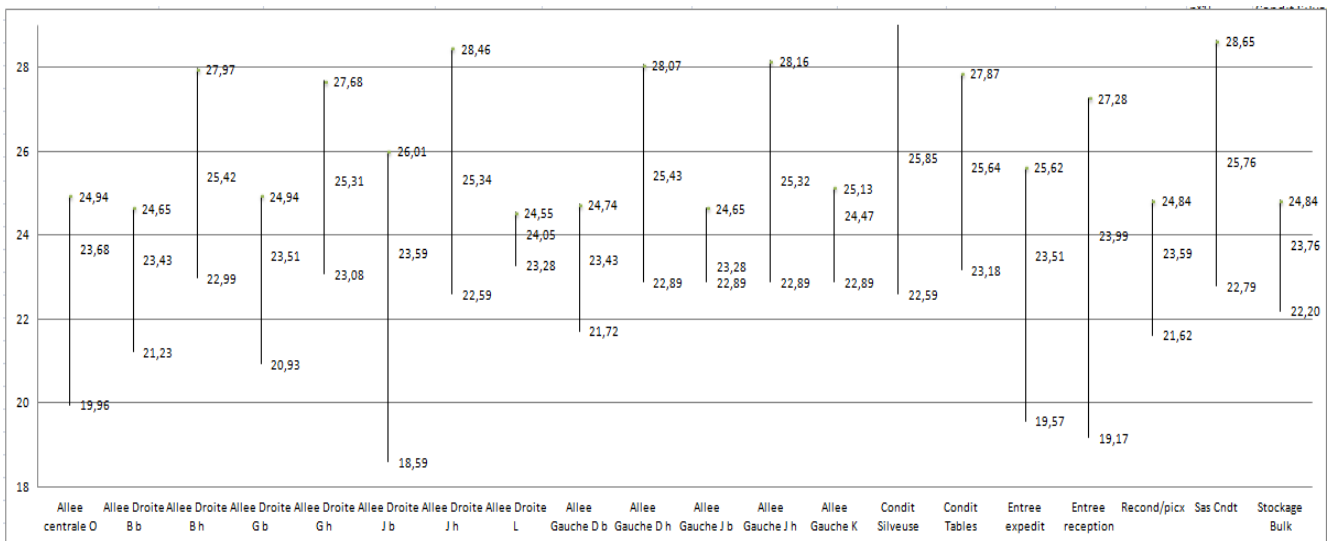 28
26
24
22
20
18
24,94
23,68
19,96
24,65
23,43
21,23
27,97
25,42
22,99
24,94
23,51
20,93
27,68
25,31
23,08
26,01
23,59
18,59
28,46
25,34
22,59
24,55
24,05
23,28
24,74
23,43
21,72
28,07
25,43
22,89
24,65
23,28
22,89
28,16
25,32
22,89
25,13
24,47
22,89
25,85
22,59
27,87
25,64
23,18
25,62
23,51
19,57
27,28
23,99
19,17
24,84
23,59
21,62
28,65
25,76
22,79
24,84
23,76
22,20
Allee
centrale O
Allee Droite
B b
Allee Droite
B h
Allee Droite
G b
Allee Droite
G h
Allee Droite
J b
Allee Droite
J h
Allee Droite
L
Allee
Gauche D b
Allee
Gauche D h
Allee
Gauche J b
Allee
Gauche J h
Allee
Gauche K
Condit
Silveuse
Condit
Tables
Entree
expedit
Entree
reception
Recond/picx
Sas Cndt
Stockage
Bulk